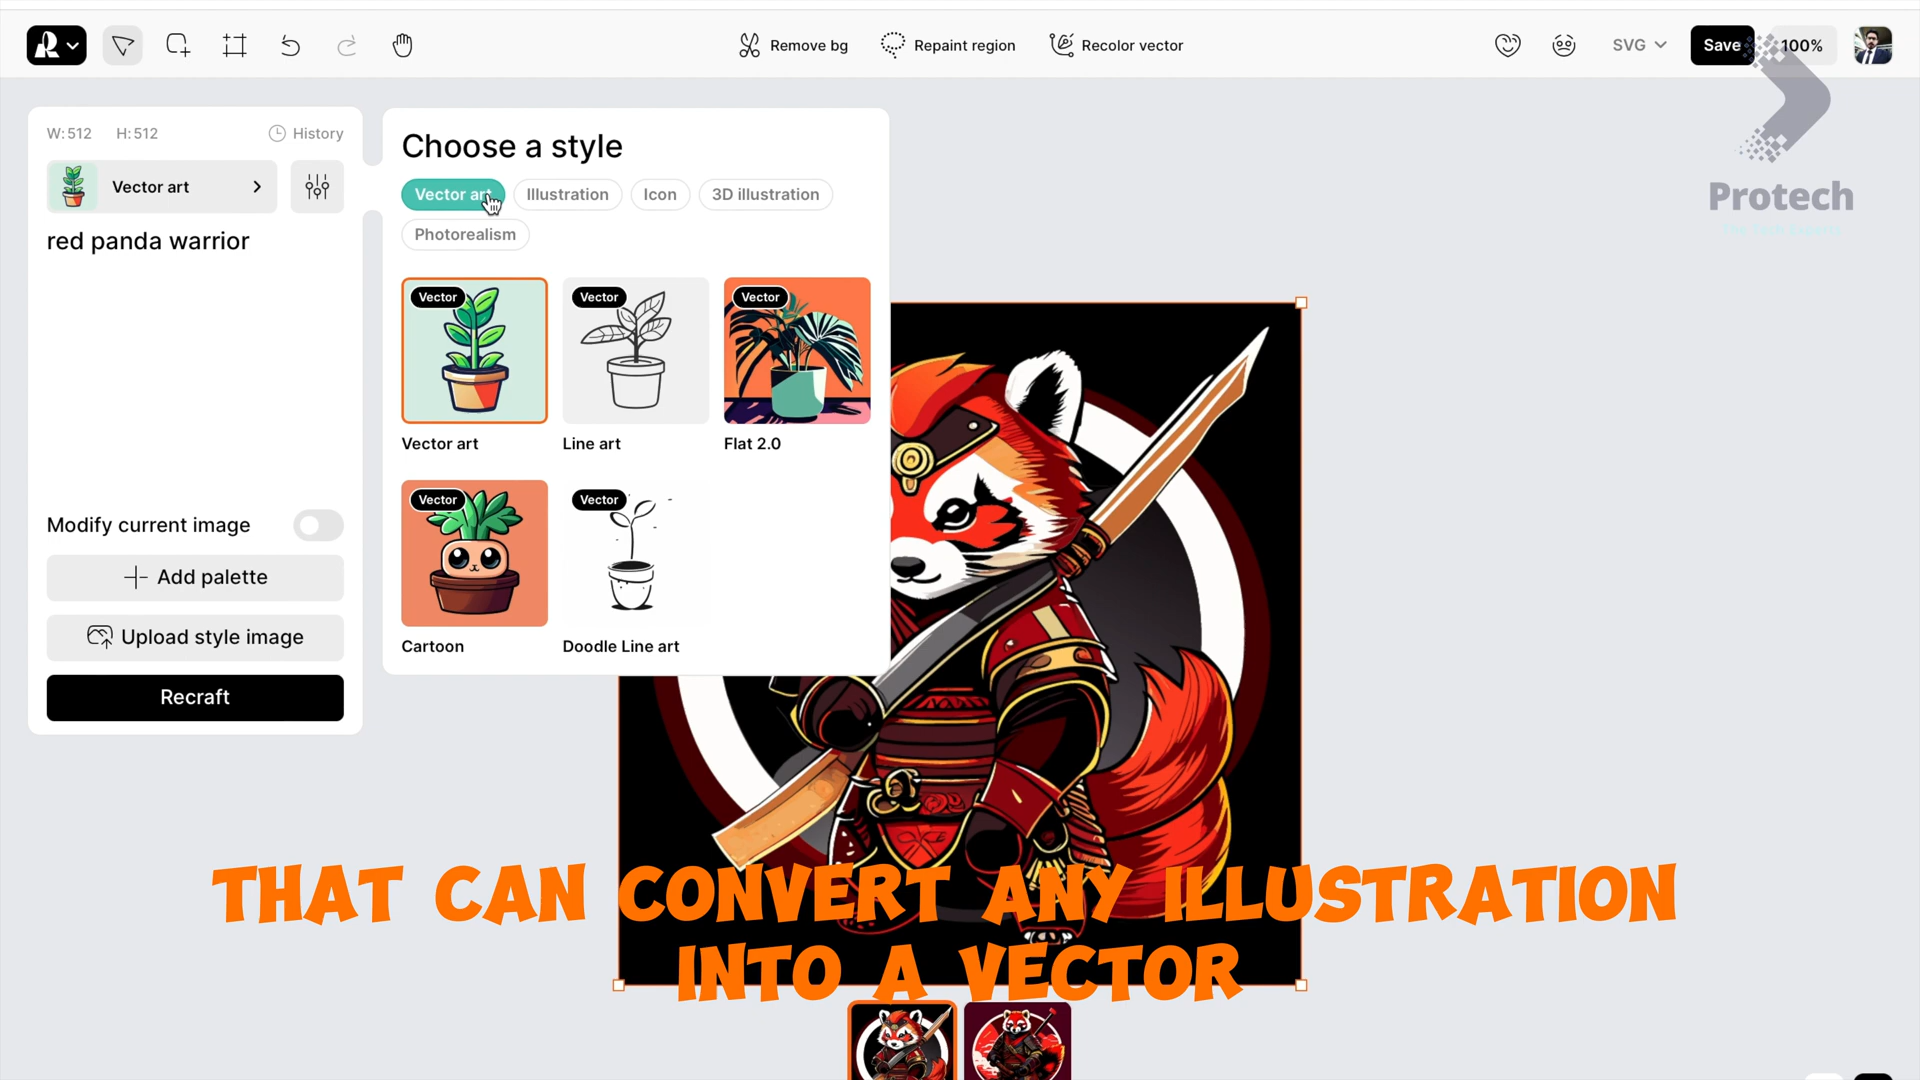 Remove bg
Repaint region
Recolor vector
SVG
Save
100%
W:512 H:512
History
Vector art
red panda warrior
Modify current image
Add palette
Upload style image
Recraft
Choose a style
Vector art
Illustration
Icon
3D illustration
Photorealism
Vector
Vector
Vector
Vector art
Line art
Flat 2.0
Vector
Vector
Cartoon
Doodle Line art
Protech
The Tech Experts
THAT CAN CONVERT ANY ILLUSTRATION
INTO A VECTOR